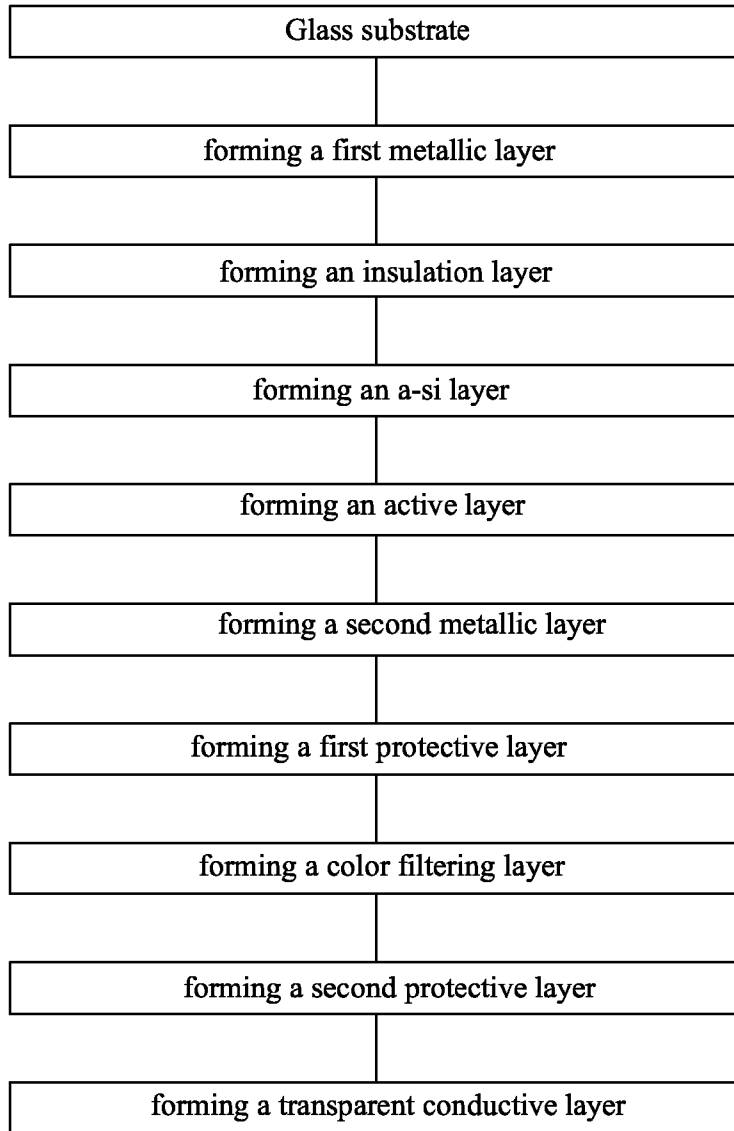 Glass substrate
forming a first metallic layer
forming an insulation layer
forming an a-si layer
forming an active layer
forming a second metallic layer
forming a first protective layer
forming a color filtering layer
forming a second protective layer
forming a transparent conductive layer